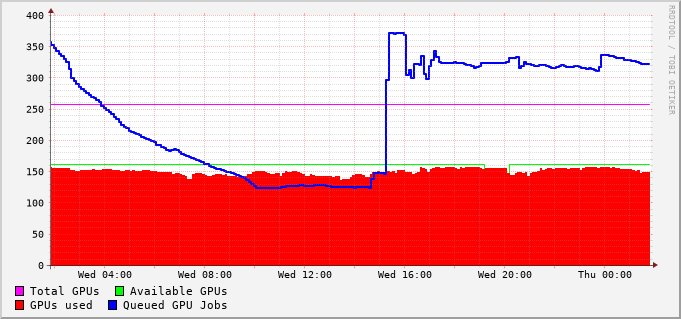 400
350
300
250
200
150
100
50
0
Wed 04:00 Wed 08:00 Wed 12:00 Wed 16:00 Wed 20:00 Thu 00:00
Total GPUs Available GPUs
GPUs used Queued GPU Jobs
RRDTOOL / TOBI OETIKER